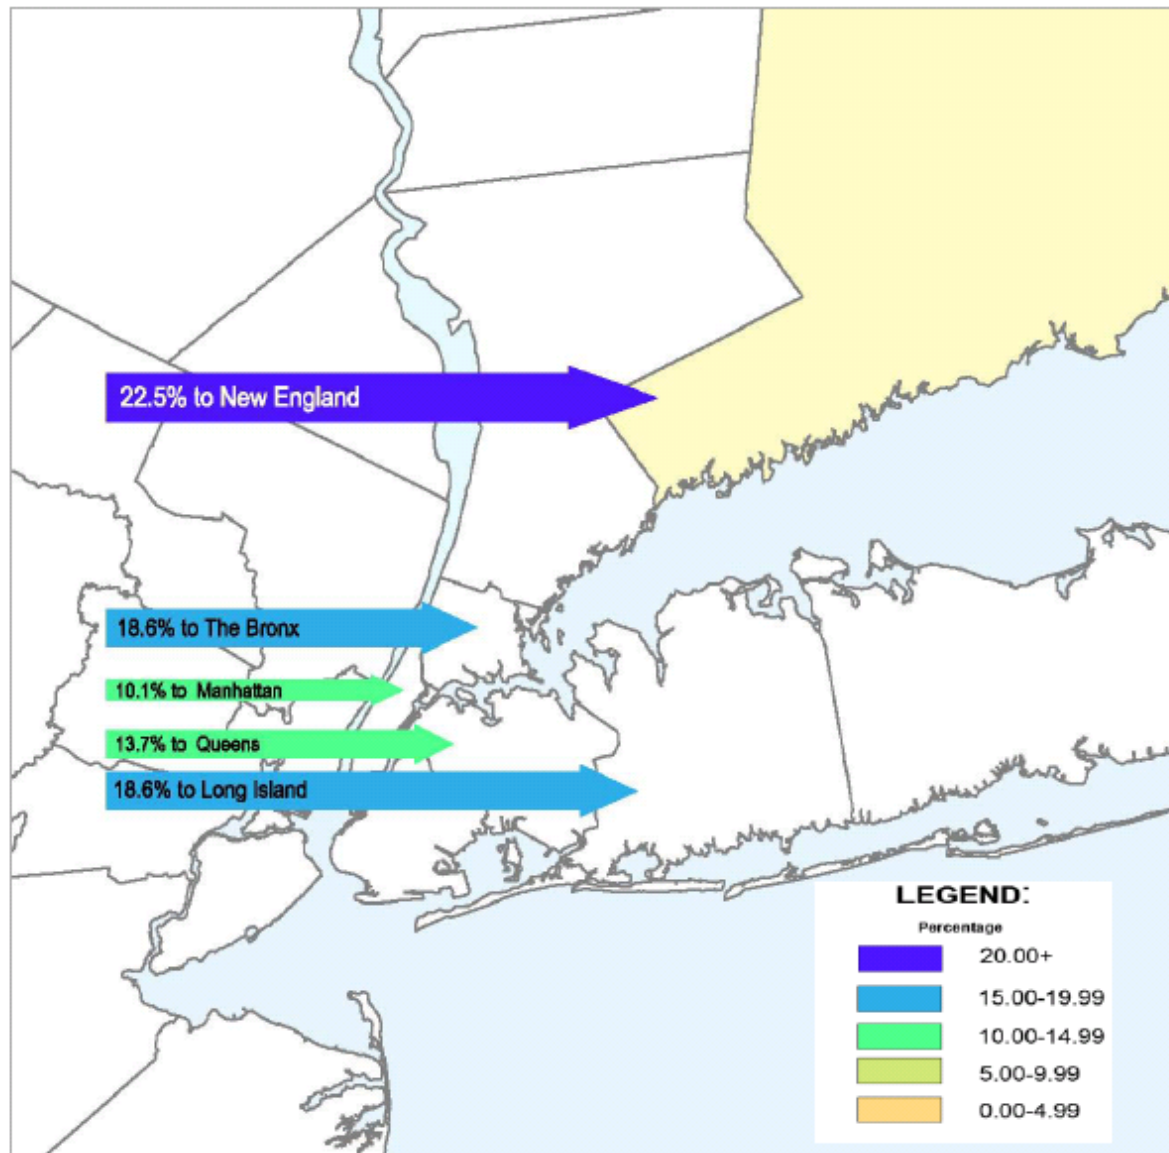 22.5% to New England
18.6% to The Bronx
10.1% to Manhattan
13.7% to Queens
18.6% to Long Island
LEGEND:
Percentage
20.00+
15.00-19.99
10.00-14.99
5.00-9.99
0.00-4.99